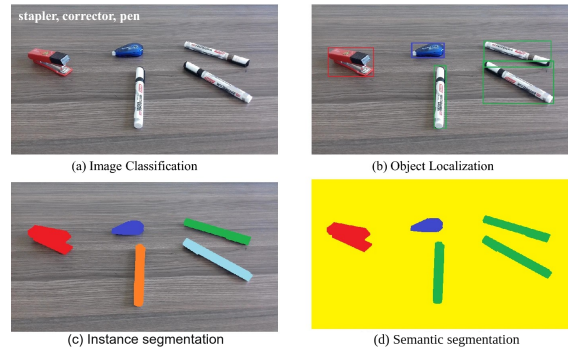 stapler, corrector, pen
(a) Image Classification
(b) Object Localization
(c) Instance segmentation
(d) Semantic segmentation